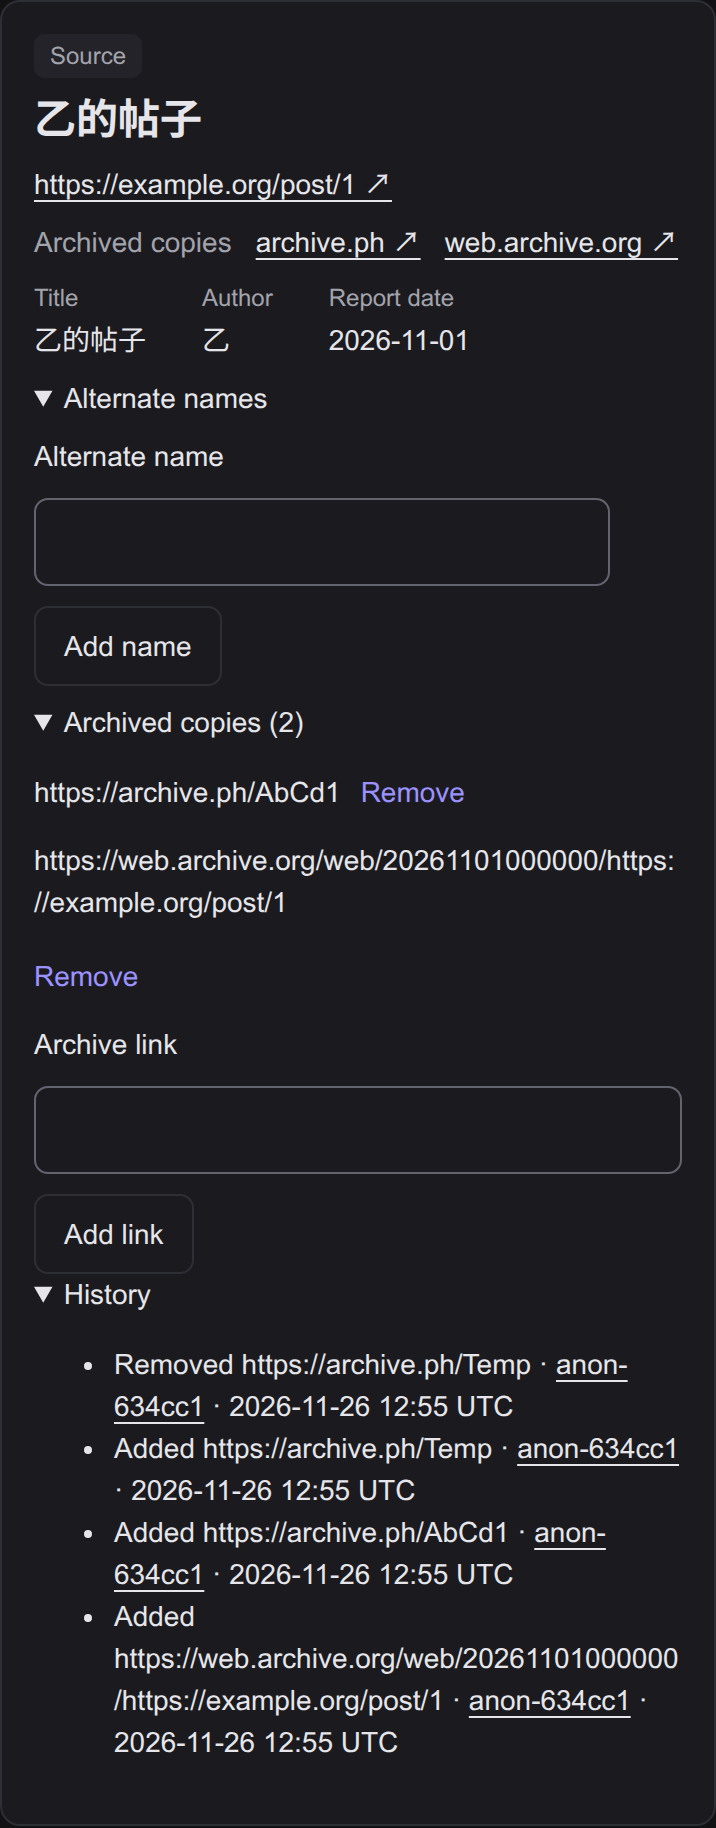 Source
乙的帖子
https://example.org/post/1 ↗
Archived copies archive.ph ↗ web.archive.org ↗
Title Author Report date
乙的帖子 乙 2026-11-01
▼ Alternate names
Alternate name
Add name
▼ Archived copies (2)
https://archive.ph/AbCd1 Remove
https://web.archive.org/web/20261101000000/https:
//example.org/post/1
Remove
Archive link
Add link
▼ History
• Removed https://archive.ph/Temp · anon-
634cc1 · 2026-11-26 12:55 UTC
• Added https://archive.ph/Temp · anon-634cc1
· 2026-11-26 12:55 UTC
• Added https://archive.ph/AbCd1 · anon-
634cc1 · 2026-11-26 12:55 UTC
• Added
https://web.archive.org/web/20261101000000
/https://example.org/post/1 · anon-634cc1 ·
2026-11-26 12:55 UTC